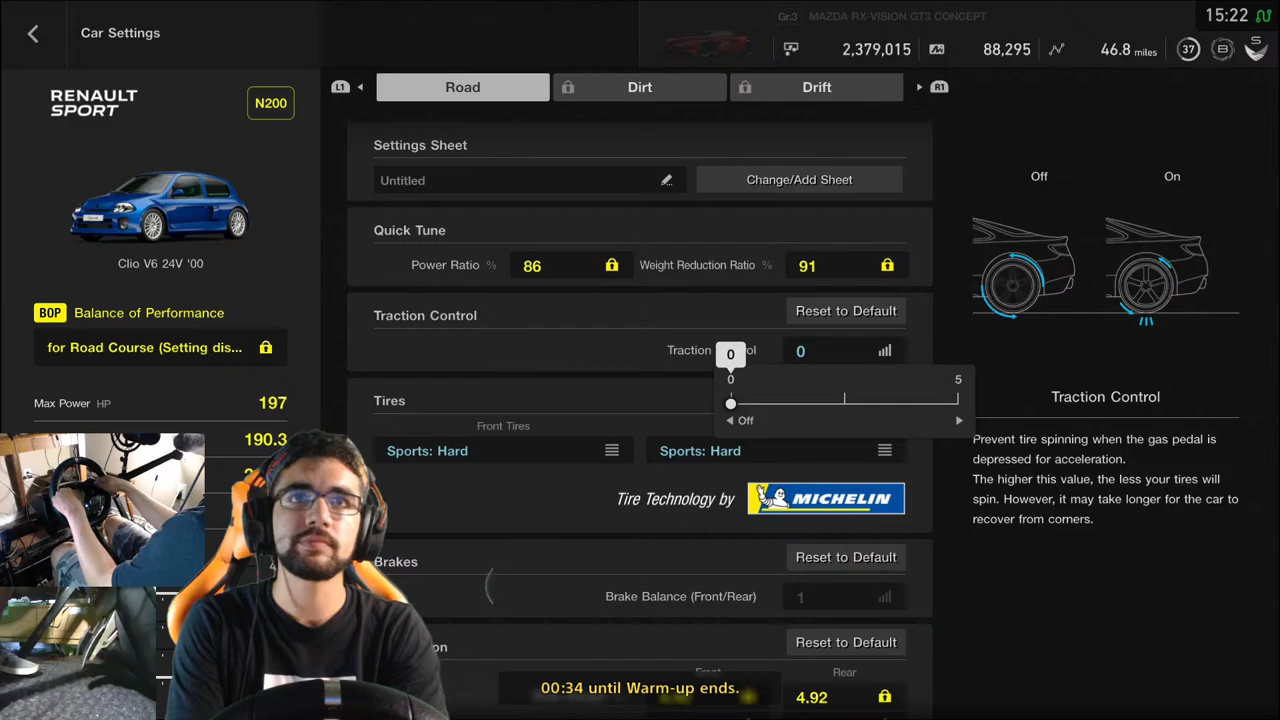 Gr.3 MAZDA RX-VISION GT3 CONCEPT
15:22
Car Settings
2,379,015
88,295
46.8 miles
37
B
S
RENAULT
SPORT
N200
L1
Road
Dirt
Drift
R1
Settings Sheet
Untitled
Change/Add Sheet
Off
On
Quick Tune
Power Ratio %
86
Weight Reduction Ratio %
91
Clio V6 24V '00
BOP Balance of Performance
for Road Course (Setting dis...
Traction Control
Reset to Default
Traction
0
0
0
5
Off
Max Power HP
197
190.3
Tires
Front Tires
Sports: Hard
Sports: Hard
Tire Technology by
MICHELIN
Traction Control
Prevent tire spinning when the gas pedal is
depressed for acceleration.
The higher this value, the less your tires will
spin. However, it may take longer for the car to
recover from corners.
Brakes
Reset to Default
Brake Balance (Front/Rear)
1
Reset to Default
Rear
4.92
00:34 until Warm-up ends.